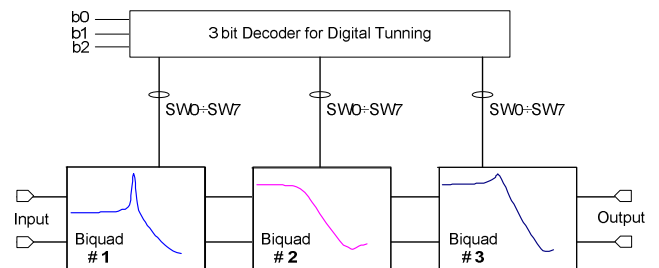 b0
b1
b2
3 bit Decoder for Digital Tunning
SW0÷SW7
SW0÷SW7
SW0÷SW7
Input
Output
Biquad
# 1
Biquad
# 2
Biquad
# 3